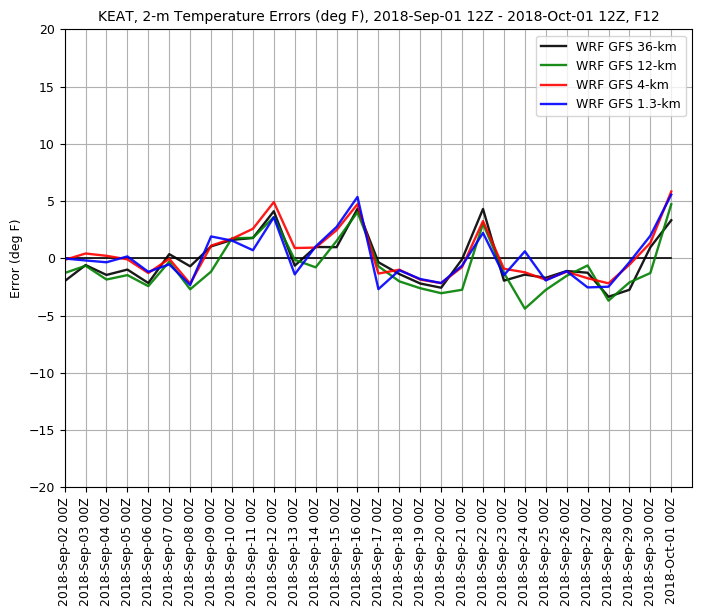 KEAT, 2-m Temperature Errors (deg F), 2018-Sep-01 12Z - 2018-Oct-01 12Z, F12
WRF GFS 36-km
WRF GFS 12-km
WRF GFS 4-km
WRF GFS 1.3-km
Error (deg F)
20
15
10
5
0
−5
−10
−15
−20
2018-Sep-02 00Z
2018-Sep-03 00Z
2018-Sep-04 00Z
2018-Sep-05 00Z
2018-Sep-06 00Z
2018-Sep-07 00Z
2018-Sep-08 00Z
2018-Sep-09 00Z
2018-Sep-10 00Z
2018-Sep-11 00Z
2018-Sep-12 00Z
2018-Sep-13 00Z
2018-Sep-14 00Z
2018-Sep-15 00Z
2018-Sep-16 00Z
2018-Sep-17 00Z
2018-Sep-18 00Z
2018-Sep-19 00Z
2018-Sep-20 00Z
2018-Sep-21 00Z
2018-Sep-22 00Z
2018-Sep-23 00Z
2018-Sep-24 00Z
2018-Sep-25 00Z
2018-Sep-26 00Z
2018-Sep-27 00Z
2018-Sep-28 00Z
2018-Sep-29 00Z
2018-Sep-30 00Z
2018-Oct-01 00Z